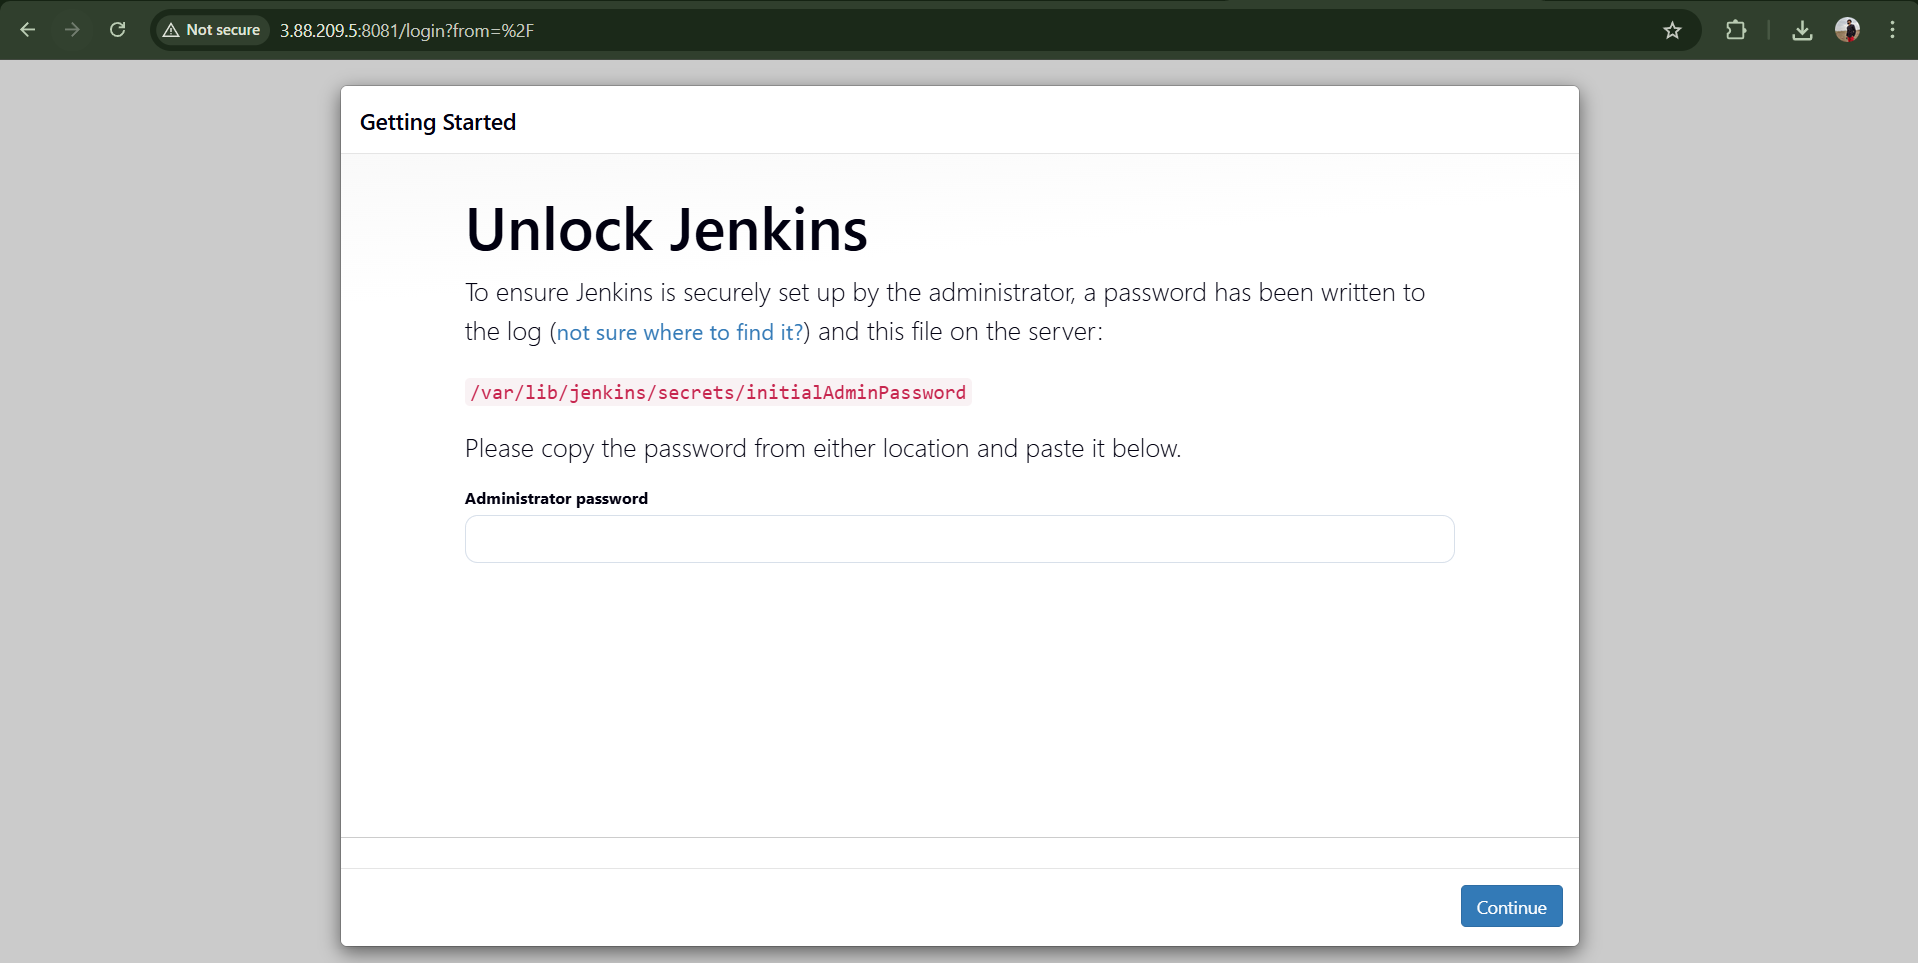 Not secure
3.88.209.5:8081/login?from=%2F
Getting Started
Unlock Jenkins
To ensure Jenkins is securely set up by the administrator, a password has been written to
the log (not sure where to find it?) and this file on the server:
/var/lib/jenkins/secrets/initialAdminPassword
Please copy the password from either location and paste it below.
Administrator password
Continue